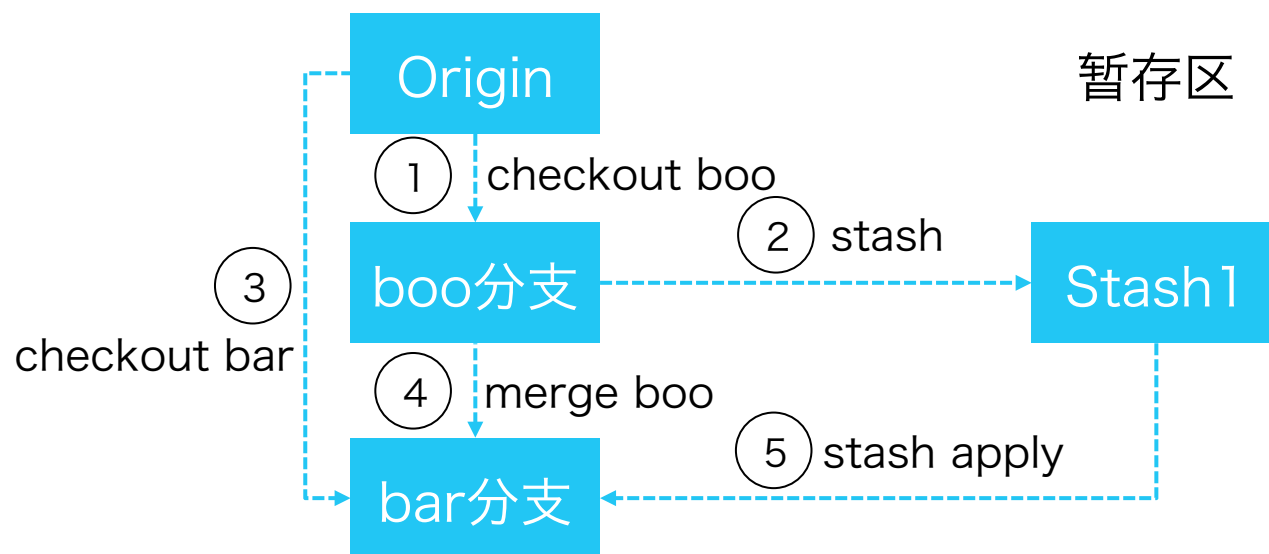 Origin
暂存区
1
checkout boo
2
stash
3
boo分支
Stash1
checkout bar
4
merge boo
5
stash apply
bar分支